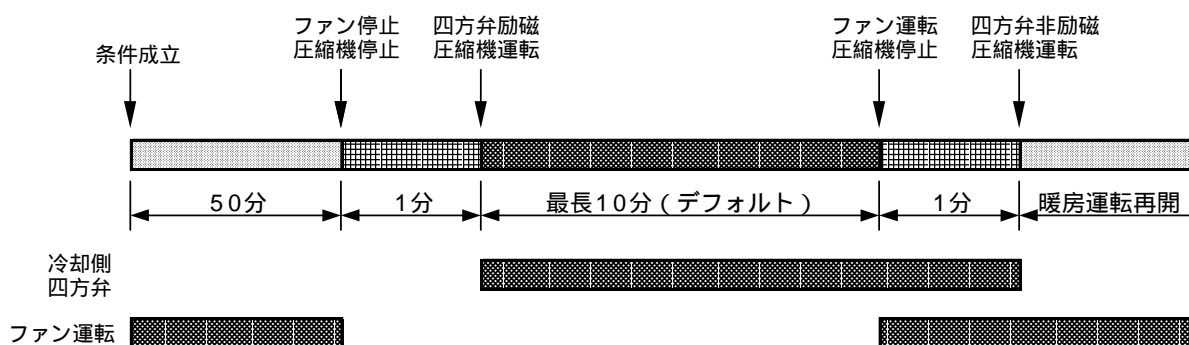 条件成立
ファン停止
圧縮機停止
四方弁励磁
圧縮機運転
ファン運転
圧縮機停止
四方弁非励磁
圧縮機運転
50分
1分
最長10分(デフォルト)
1分
暖房運転再開
冷却側
四方弁
ファン運転